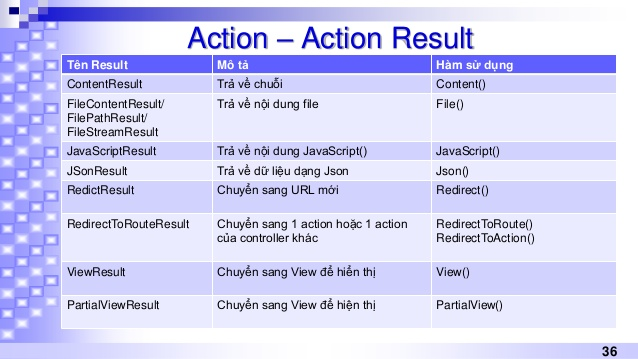 Action – Action Result
Tên Result Mô tả Hàm sử dụng
ContentResult Trả về chuỗi Content()
FileContentResult/ Trả về nội dung file File()
FilePathResult/
FileStreamResult
JavaScriptResult Trả về nội dung JavaScript() JavaScript()
JSonResult Trả về dữ liệu dạng Json Json()
RedictResult Chuyển sang URL mới Redirect()
RedirectToRouteResult Chuyển sang 1 action hoặc 1 action RedirectToRoute()
của controller khác RedirectToAction()
ViewResult Chuyển sang View để hiển thị View()
PartialViewResult Chuyển sang View để hiện thị PartialView()
36